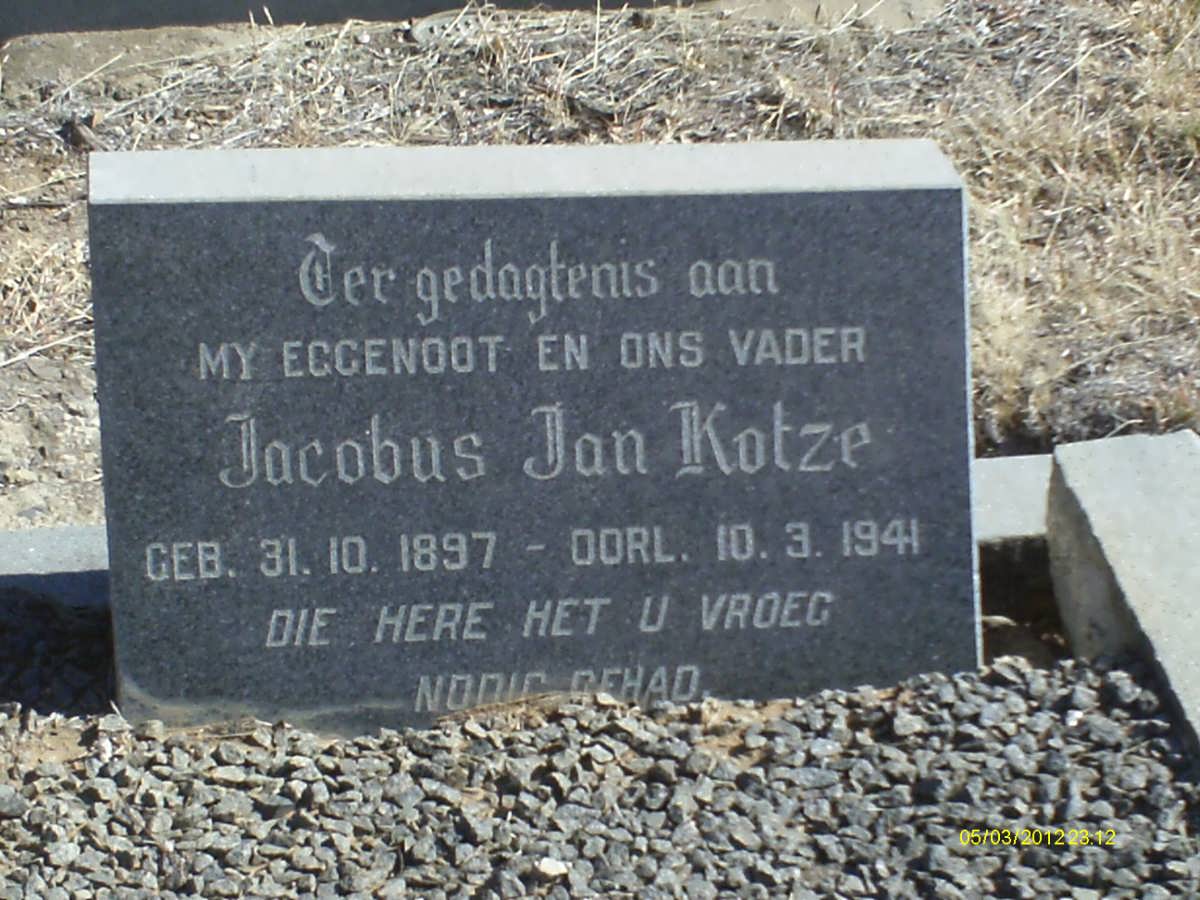 Ter gedagtenis aan
MY EGGENOOT EN ONS VADER
Jacobus Jan Kotze
GEB. 31. 10. 1897 - OORL. 10. 3. 1941
DIE HERE HET U VROEG
NODIG GEHAD.
05/03/2012 23:12